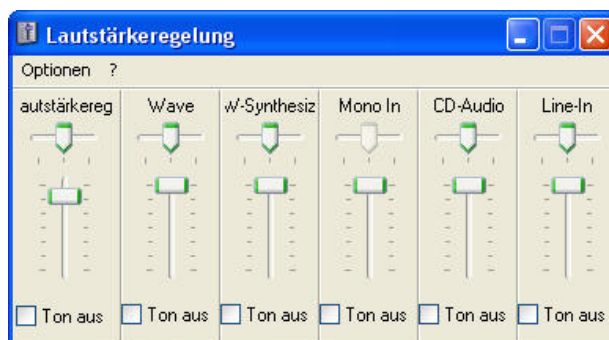 Lautstärkeregelung
Optionen ?
autstärkereg Wave W-Synthesiz Mono In CD-Audio Line-In
Ton aus Ton aus Ton aus Ton aus Ton aus Ton aus